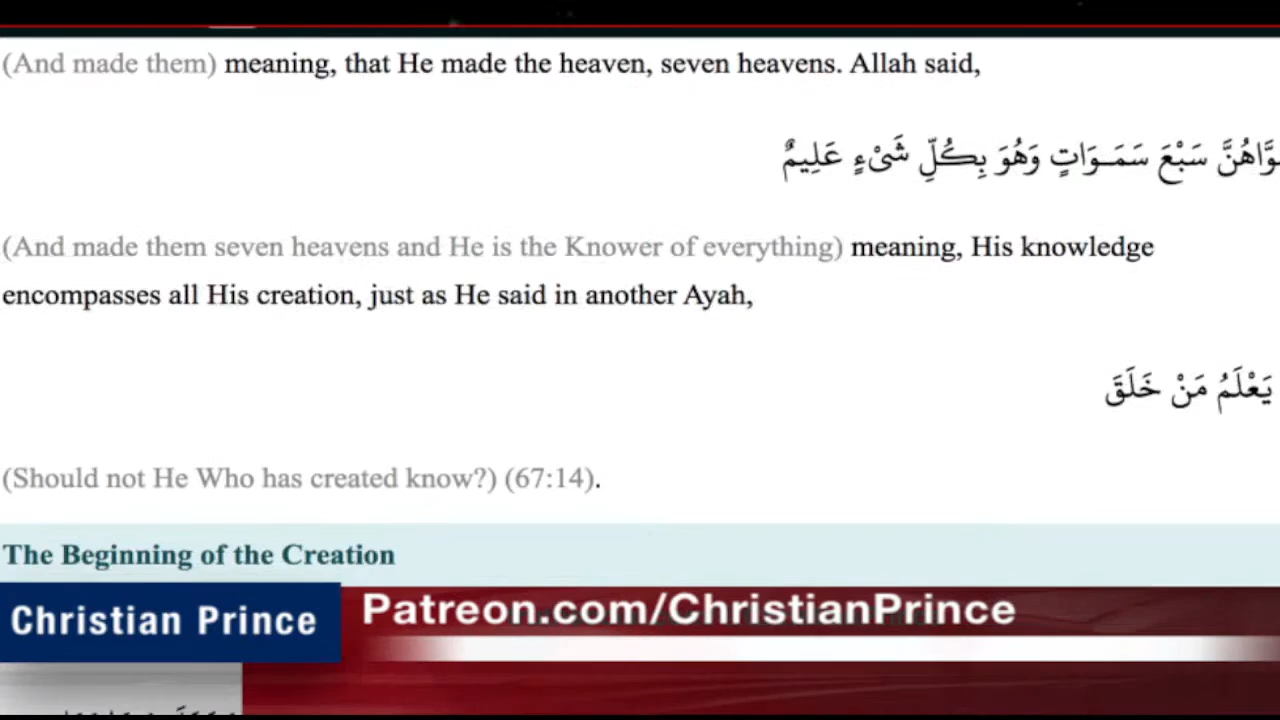 (And made them) meaning, that He made the heaven, seven heavens. Allah said,
سَبْعَ سَمَـوَاتٍ وَهُوَ بِكُلِّ شَىْءٍ عَلِيمٌ
(And made them seven heavens and He is the Knower of everything) meaning, His knowledge
encompasses all His creation, just as He said in another Ayah,
يَعْلَمُ مَنْ خَلَقَ
(Should not He Who has created know?) (67:14).
The Beginning of the Creation
Christian Prince
Patreon.com/ChristianPrince